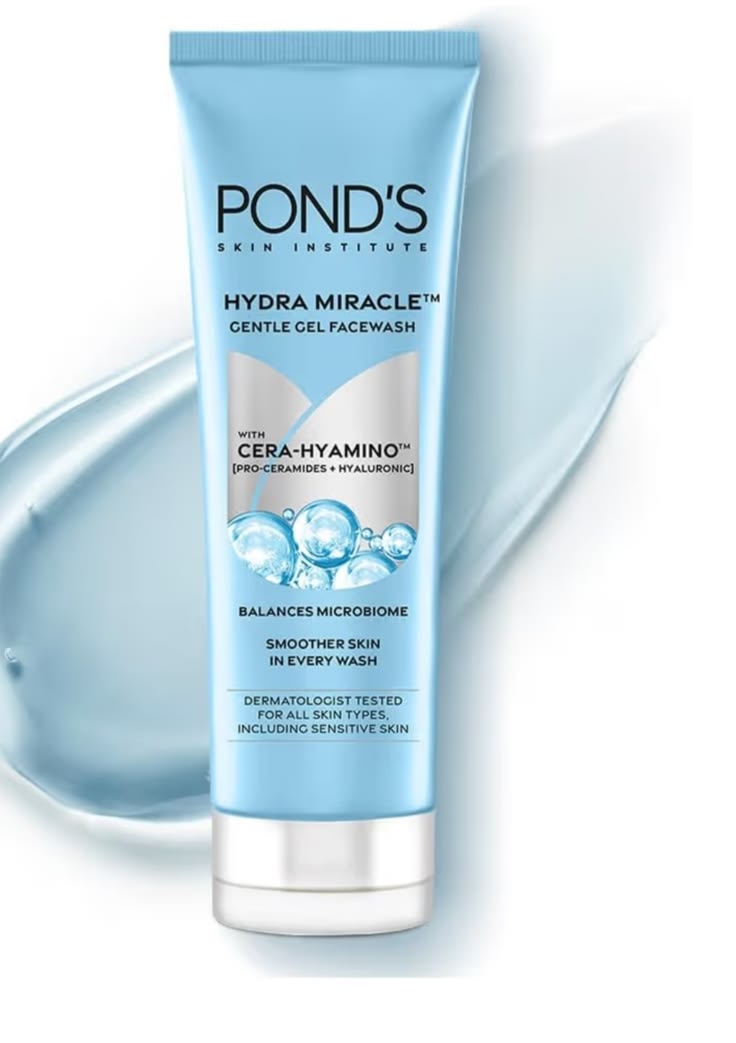 POND'S
SKIN INSTITUTE
HYDRA MIRACLE™
GENTLE GEL FACEWASH
WITH
CERA-HYAMINO™
[PRO-CERAMIDES + HYALURONIC]
BALANCES MICROBIOME
SMOOTHER SKIN
IN EVERY WASH
DERMATOLOGIST TESTED
FOR ALL SKIN TYPES,
INCLUDING SENSITIVE SKIN